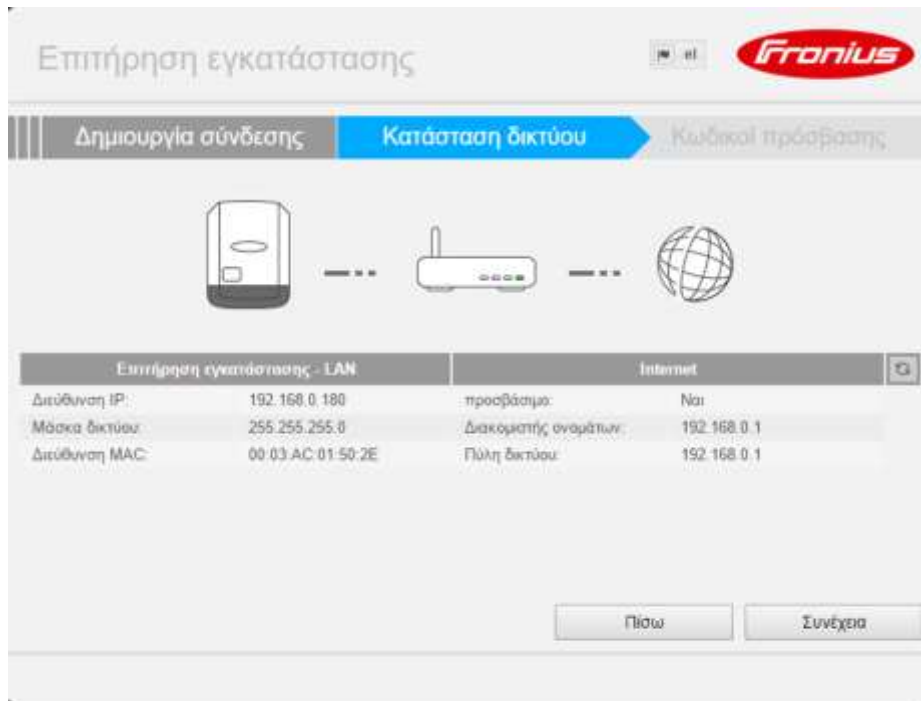 Επιτήρηση εγκατάστασης
Fronius
Δημιουργία σύνδεσης
Κατάσταση δικτύου
Κωδικοί πρόσβασης
Επιτήρηση εγκατάστασης - LAN
Internet
Διεύθυνση IP: 192.168.0.180 προσβάσιμο: Ναι
Μάσκα δικτύου: 255.255.255.0 Διακομιστής ονομάτων: 192.168.0.1
Διεύθυνση MAC: 00:03:AC:01:50:2E Πύλη δικτύου: 192.168.0.1
Πίσω
Συνέχεια